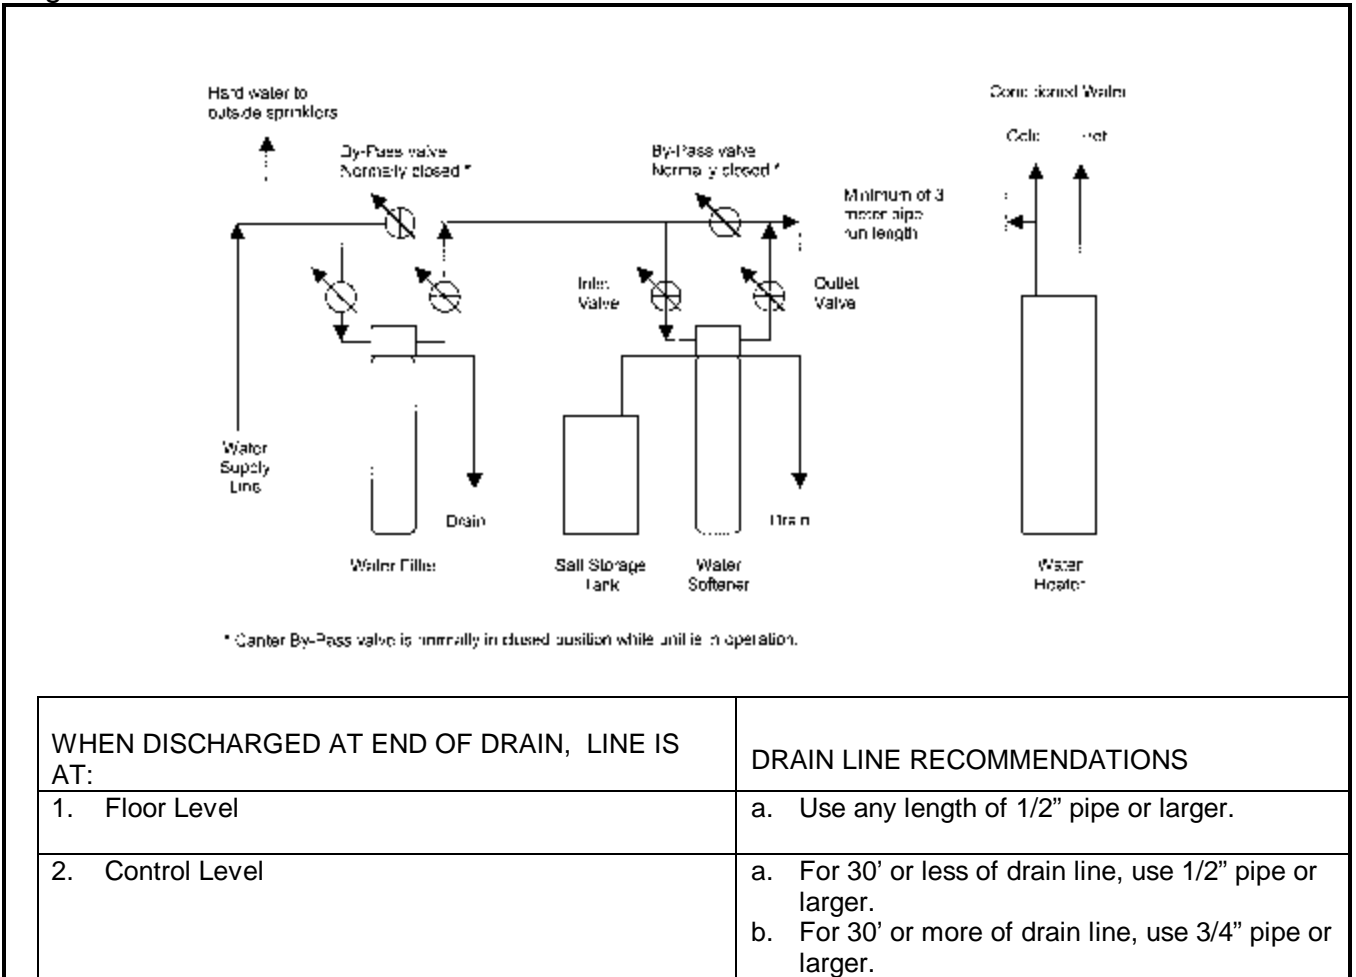 Hard water to
outside sprinklers
Conditioned Water
Cold Hot
By-Pass valve
Normally closed *
By-Pass valve
Normally closed *
Minimum of 3
meter pipe
run length
Inlet
Valve
Outlet
Valve
Water
Supply
Line
Drain
Drain
Water Filter
Salt Storage
Tank
Water
Softener
Water
Heater
* Center By-Pass valve is normally in closed position while unit is in operation.
WHEN DISCHARGED AT END OF DRAIN, LINE IS
AT:
DRAIN LINE RECOMMENDATIONS
1. Floor Level
a. Use any length of 1/2” pipe or larger.
2. Control Level
a. For 30’ or less of drain line, use 1/2” pipe or
larger.
b. For 30’ or more of drain line, use 3/4” pipe or
larger.